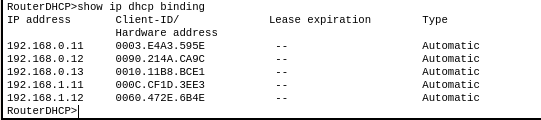 RouterDHCP>show ip dhcp binding
IP address       Client-ID/              Lease expiration        Type
                 Hardware address
192.168.0.11     0003.E4A3.595E           --                     Automatic
192.168.0.12     0090.214A.CA9C           --                     Automatic
192.168.0.13     0010.11B8.BCE1           --                     Automatic
192.168.1.11     000C.CF1D.3EE3           --                     Automatic
192.168.1.12     0060.472E.6B4E           --                     Automatic
RouterDHCP>